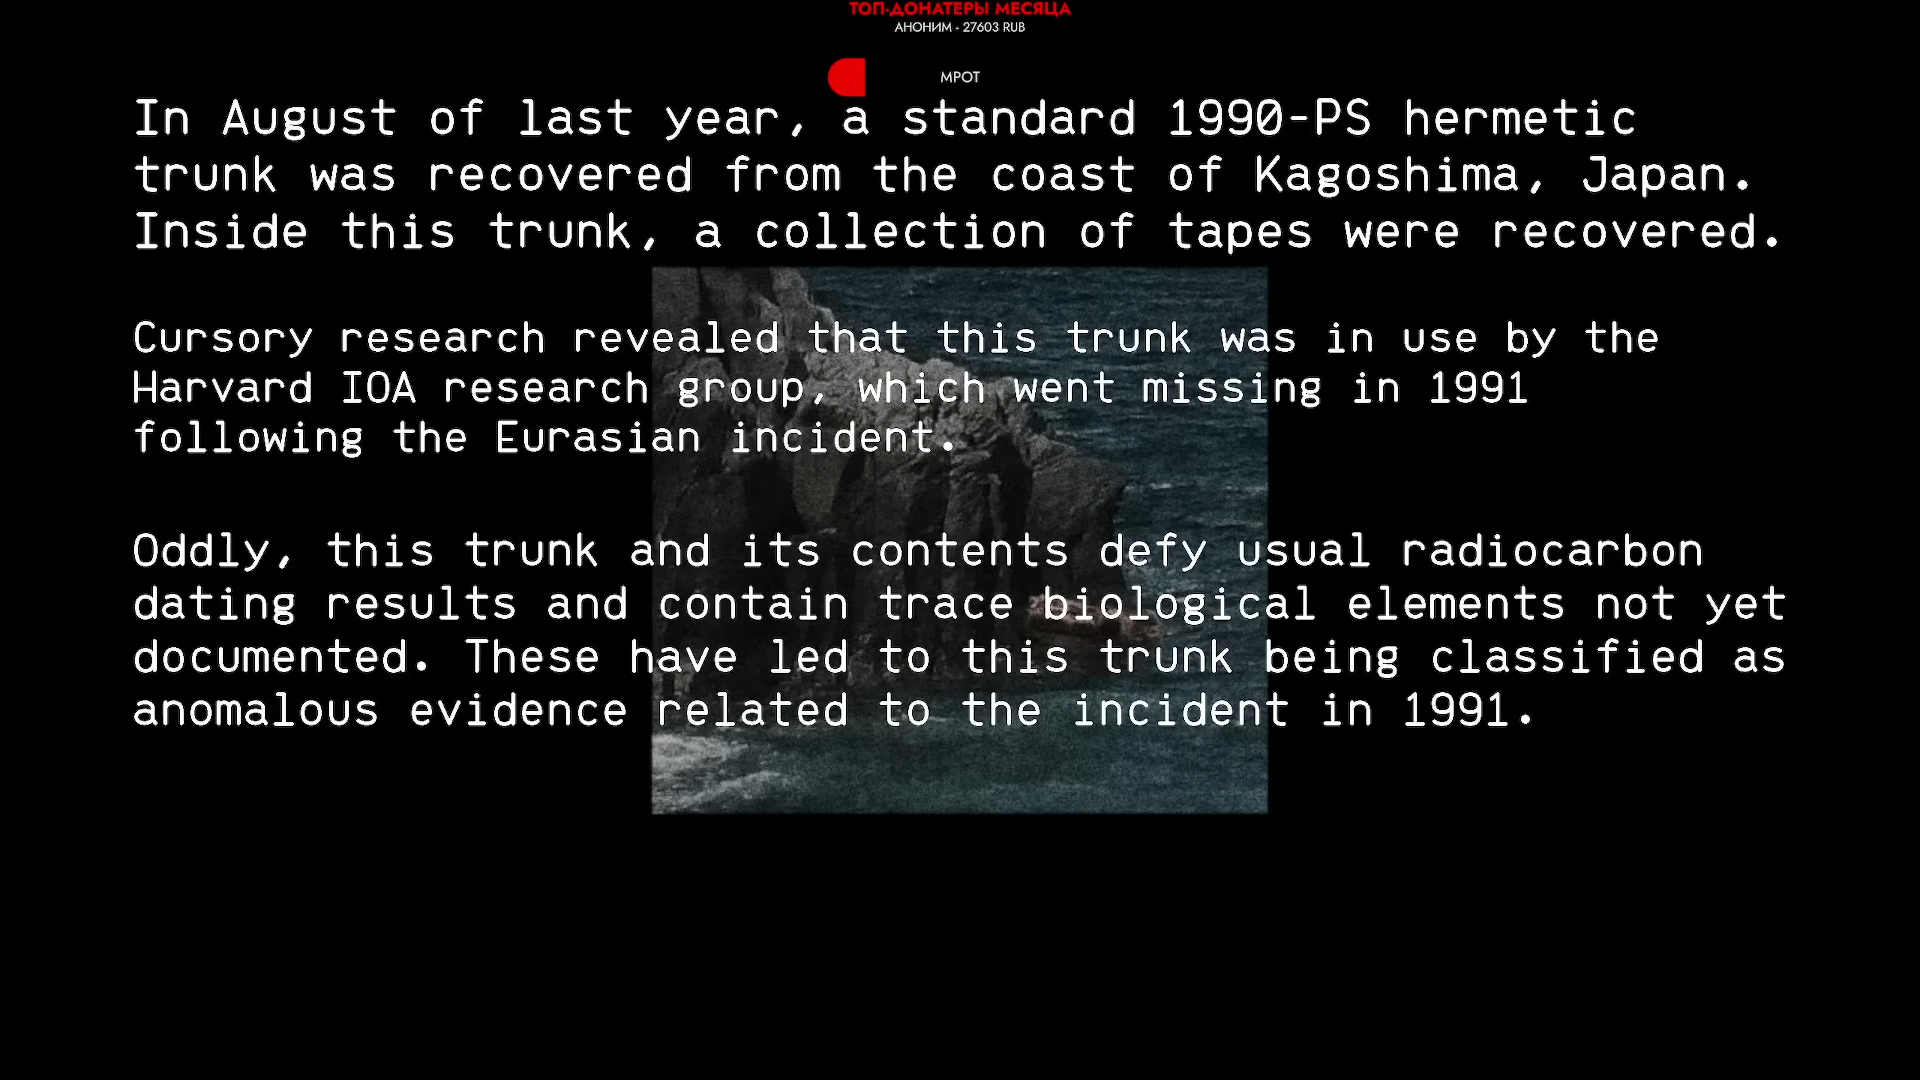 ТОП-ДОНАТЕРЫ МЕСЯЦА
АНОНИМ - 27603 RUB
МРОТ
In August of last year, a standard 1990-PS hermetic
trunk was recovered from the coast of Kagoshima, Japan.
Inside this trunk, a collection of tapes were recovered.
Cursory research revealed that this trunk was in use by the
Harvard IOA research group, which went missing in 1991
following the Eurasian incident.
Oddly, this trunk and its contents defy usual radiocarbon
dating results and contain trace biological elements not yet
documented. These have led to this trunk being classified as
anomalous evidence related to the incident in 1991.